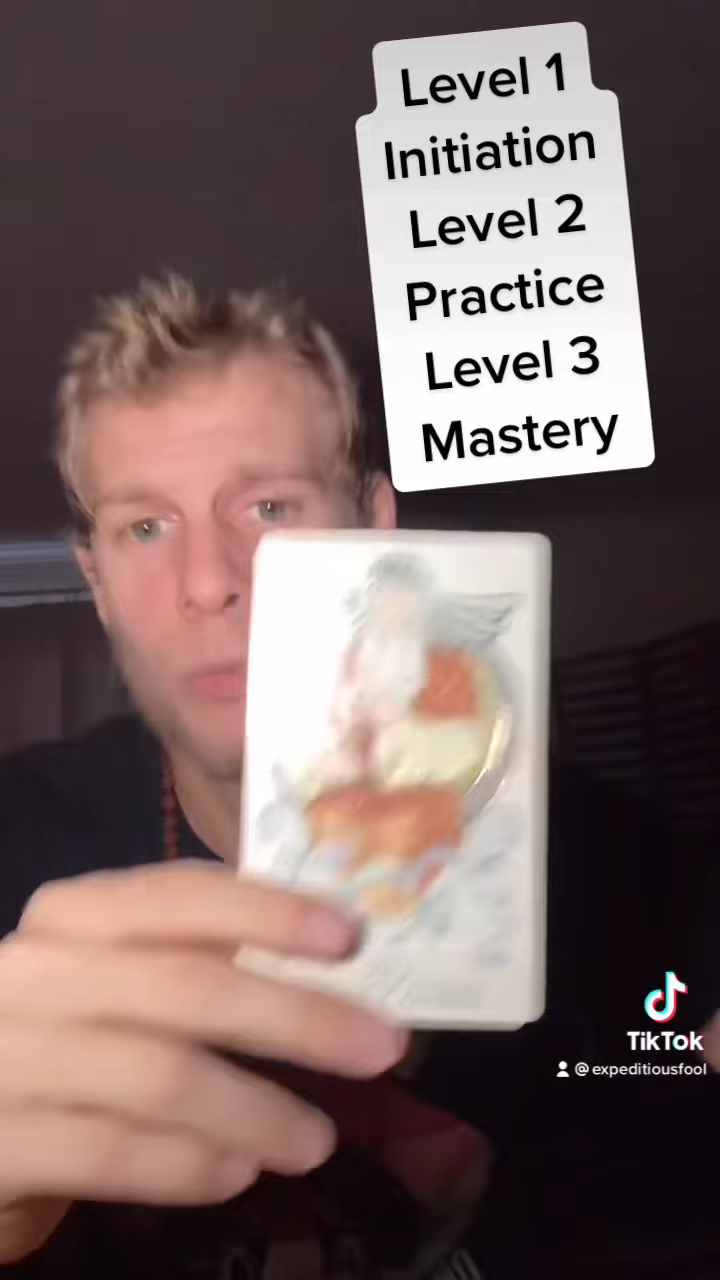 Level 1
Initiation
Level 2
Practice
Level 3
Mastery
TikTok
@expeditiousfool